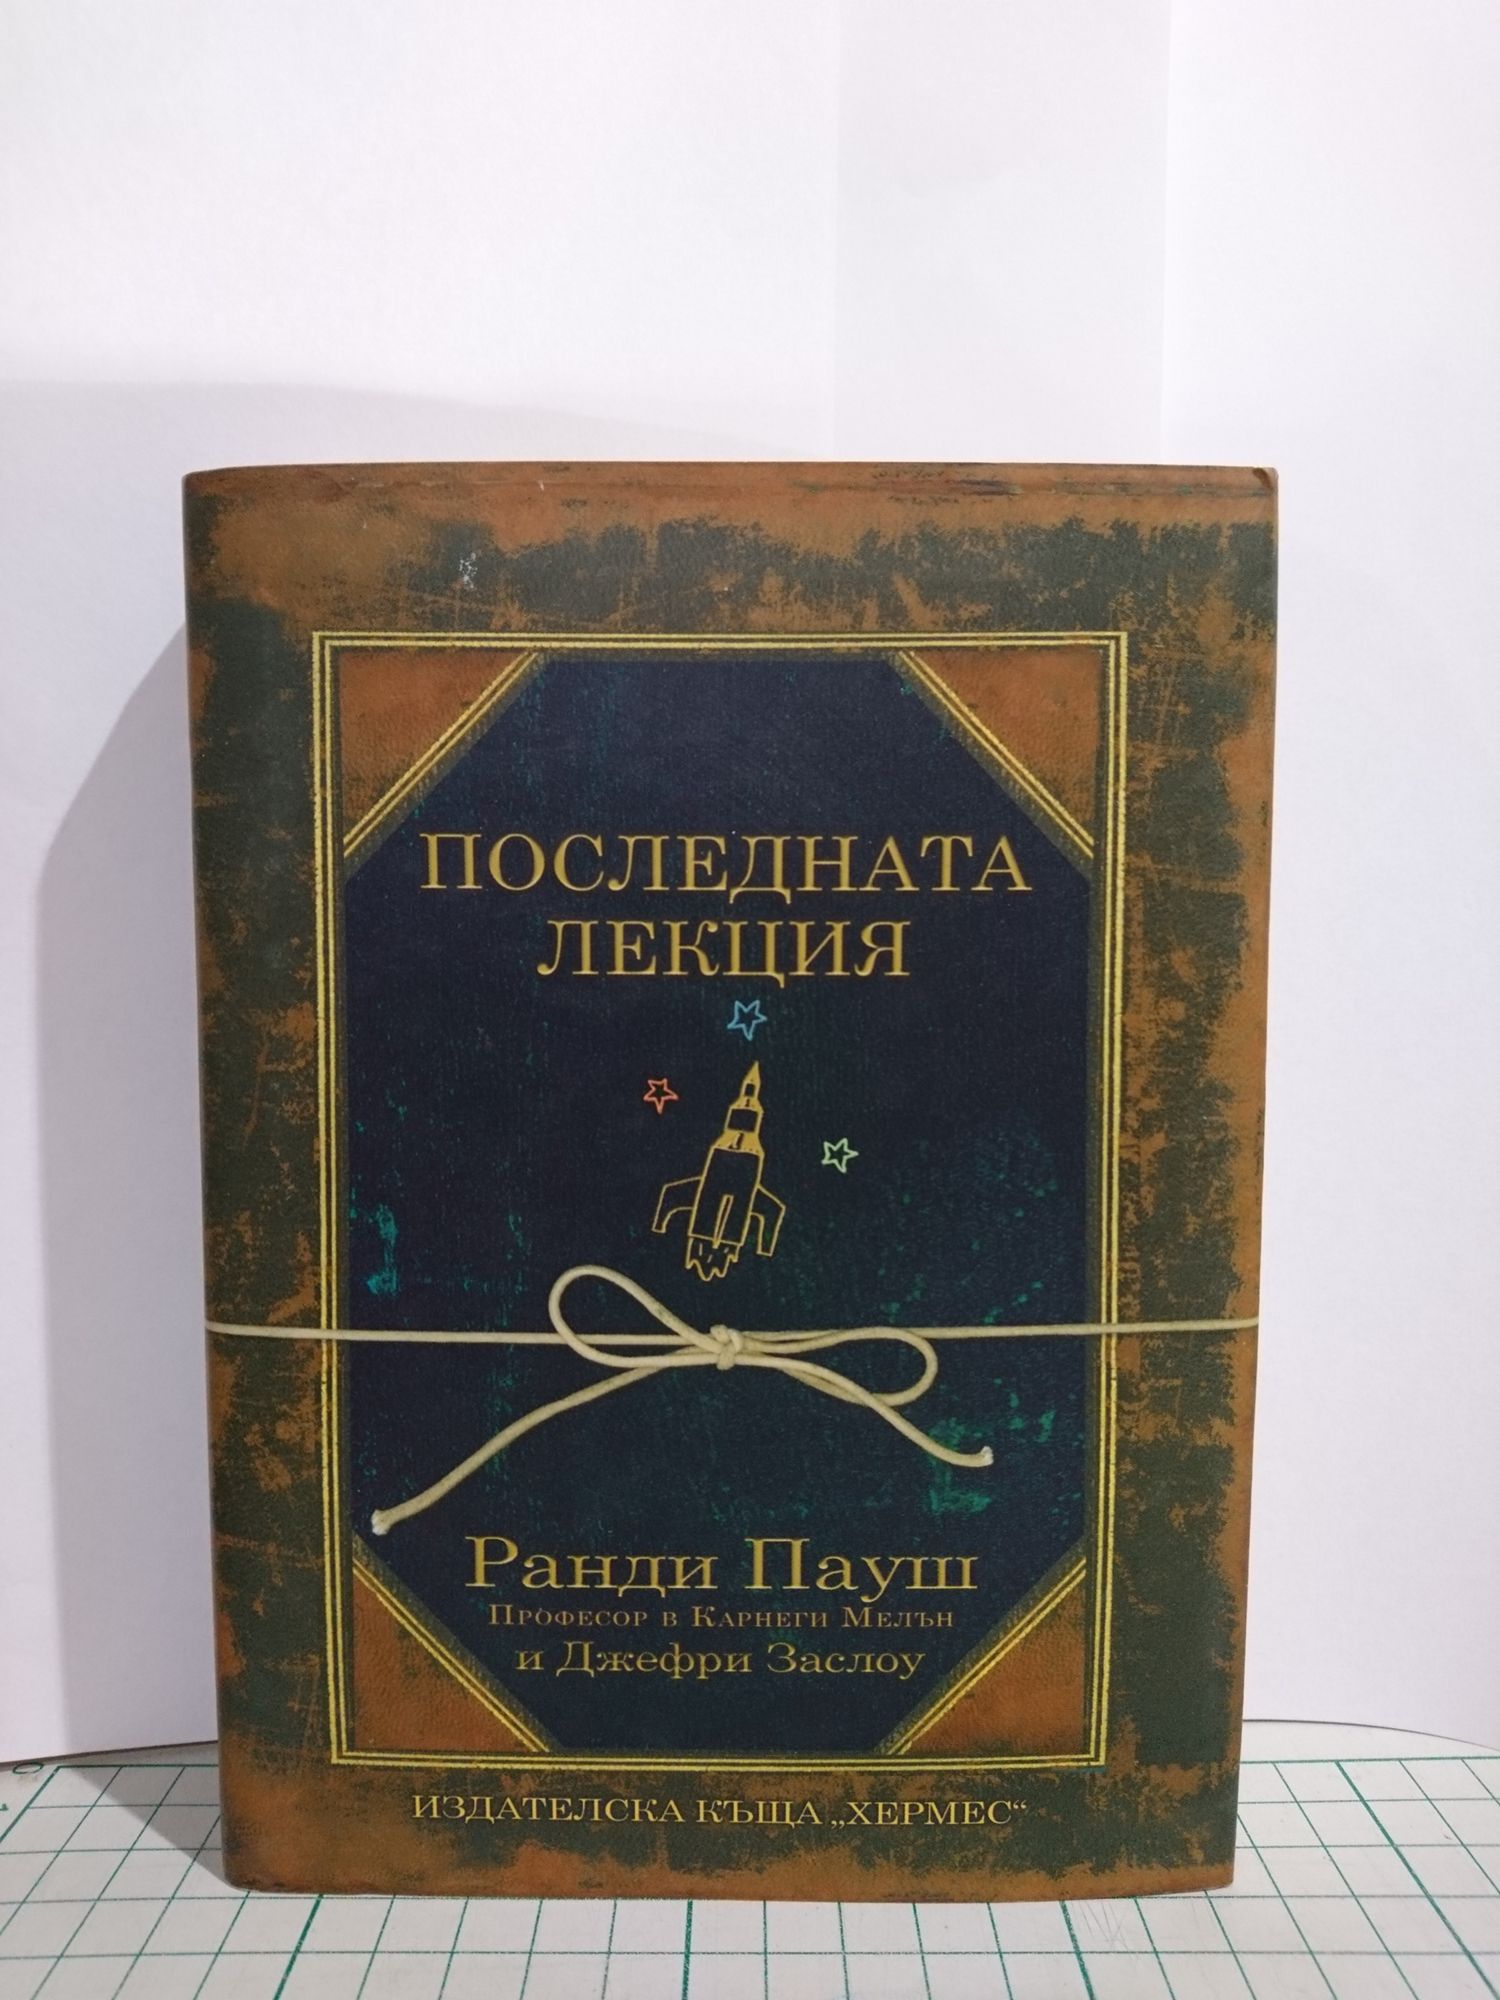 ПОСЛЕДНАТА
ЛЕКЦИЯ
Ранди Пауш
Професор в Карнеги Мелън
и Джефри Заслоу
ИЗДАТЕЛСКА КЪЩА „ХЕРМЕС“